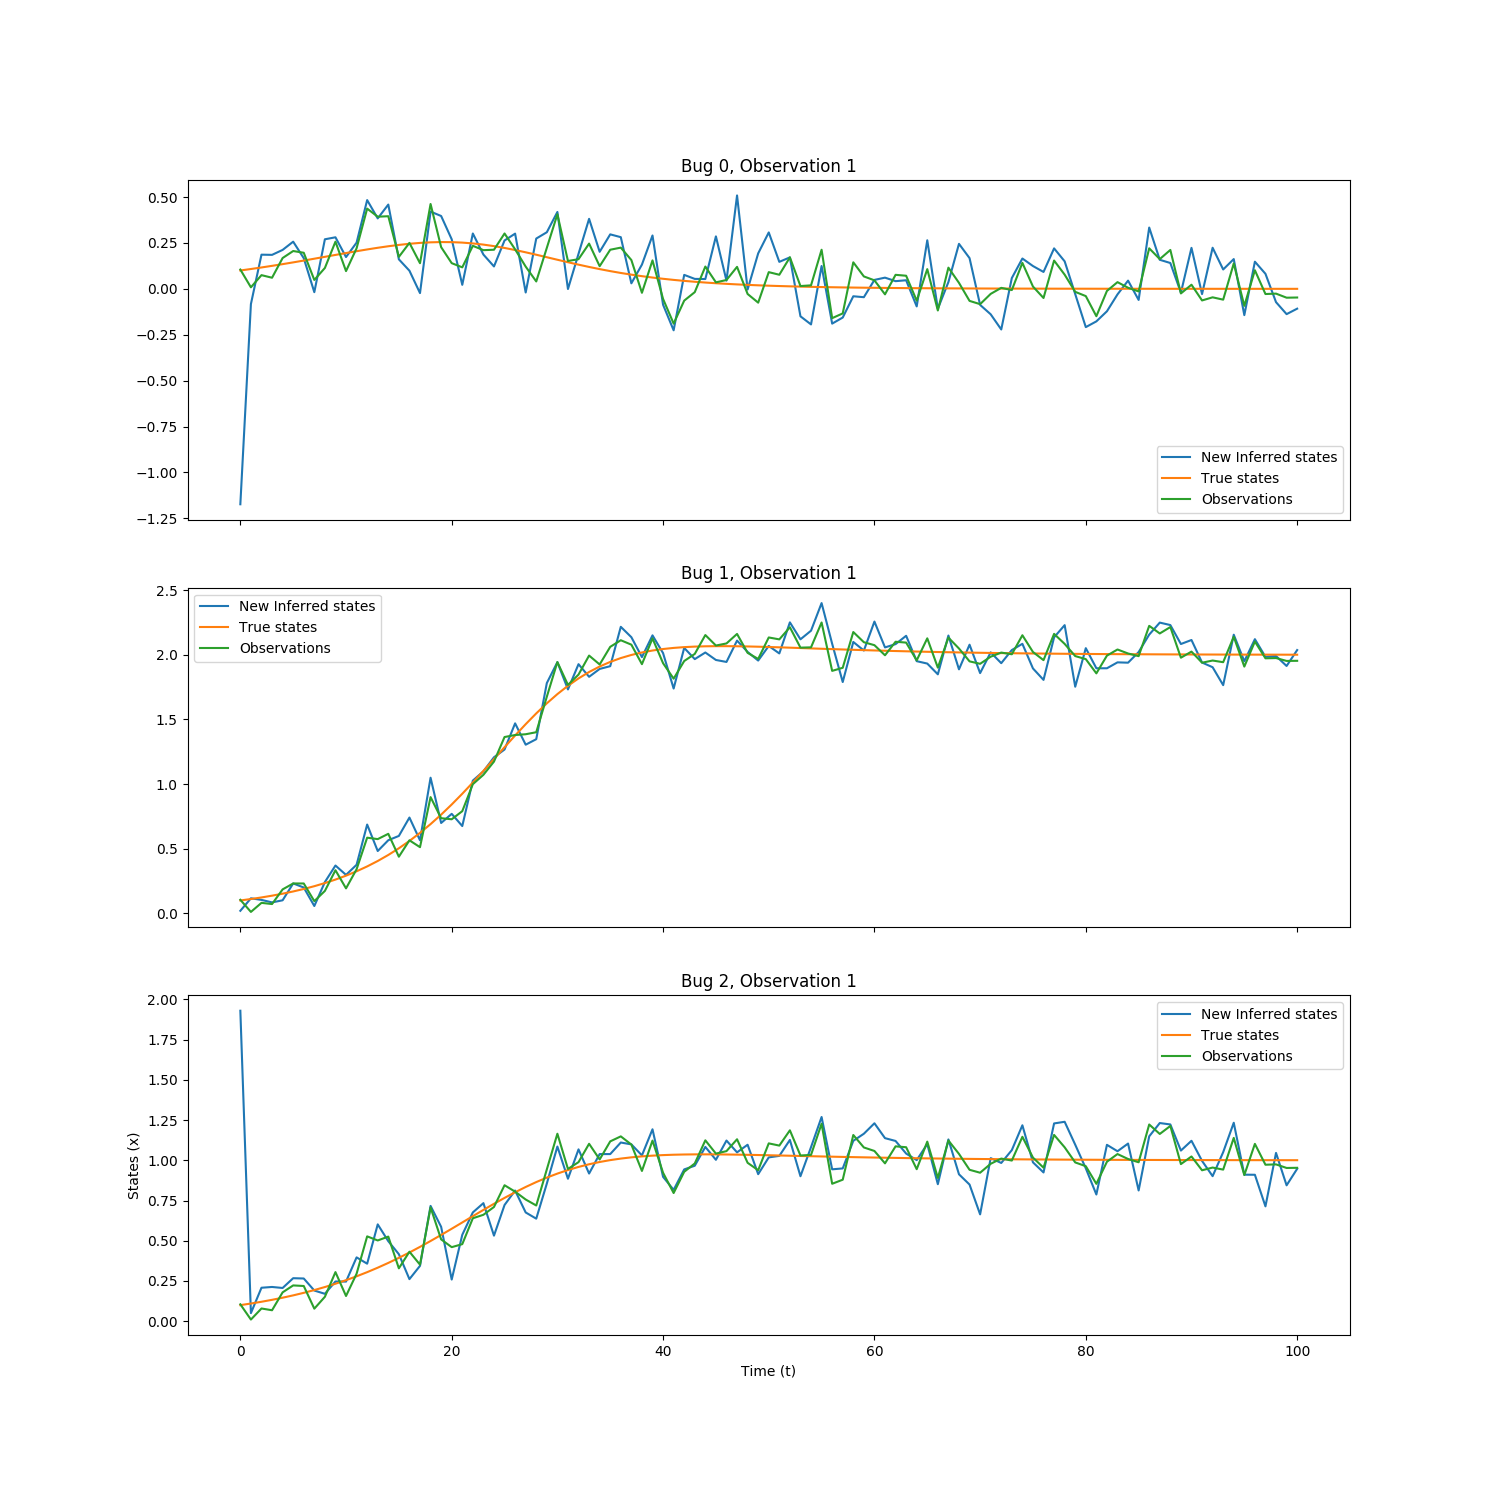 Bug 0, Observation 1
0.50
0.25
0.00
−0.25
−0.50
−0.75
−1.00
−1.25
New Inferred states
True states
Observations
Bug 1, Observation 1
2.5
2.0
1.5
1.0
0.5
0.0
New Inferred states
True states
Observations
Bug 2, Observation 1
2.00
1.75
1.50
1.25
1.00
0.75
0.50
0.25
0.00
States (x)
New Inferred states
True states
Observations
0 20 40 60 80 100
Time (t)